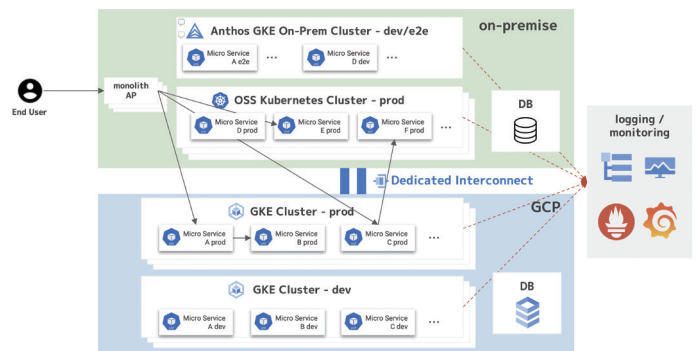 on-premise
Anthos GKE On-Prem Cluster - dev/e2e
Micro Service
A e2e
...
Micro Service
D dev
...
End User
monolith
AP
OSS Kubernetes Cluster - prod
Micro Service
D prod
Micro Service
E prod
Micro Service
F prod
...
DB
logging /
monitoring
Dedicated Interconnect
GCP
GKE Cluster - prod
Micro Service
A prod
Micro Service
B prod
Micro Service
C prod
...
GKE Cluster - dev
Micro Service
A dev
Micro Service
B dev
Micro Service
C dev
...
DB